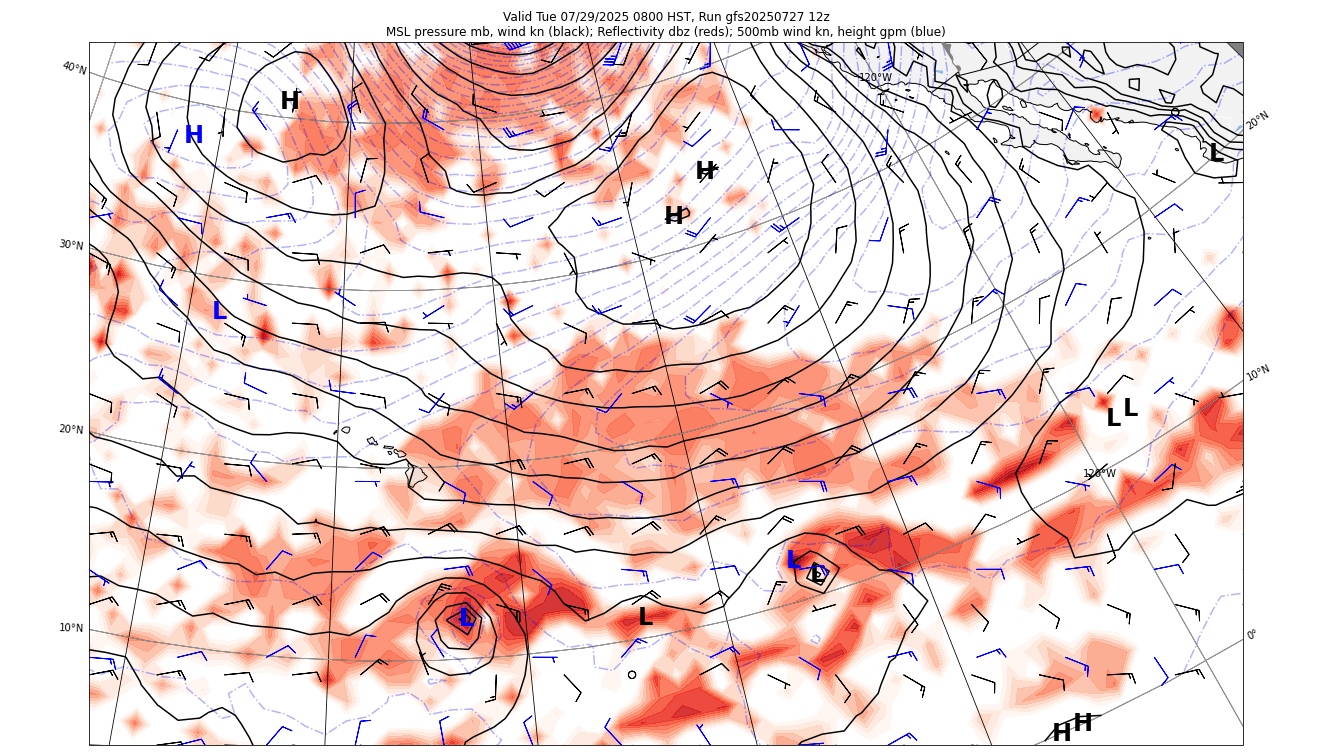 Valid Tue 07/29/2025 0800 HST, Run gfs20250727 12z
MSL pressure mb, wind kn (black); Reflectivity dbz (reds); 500mb wind kn, height gpm (blue)
40°N
120°W
20°N
H
H
L
H
H
30°N
L
10°N
L
L
20°N
120°W
L
L
10°N
L
L
0°
H
H